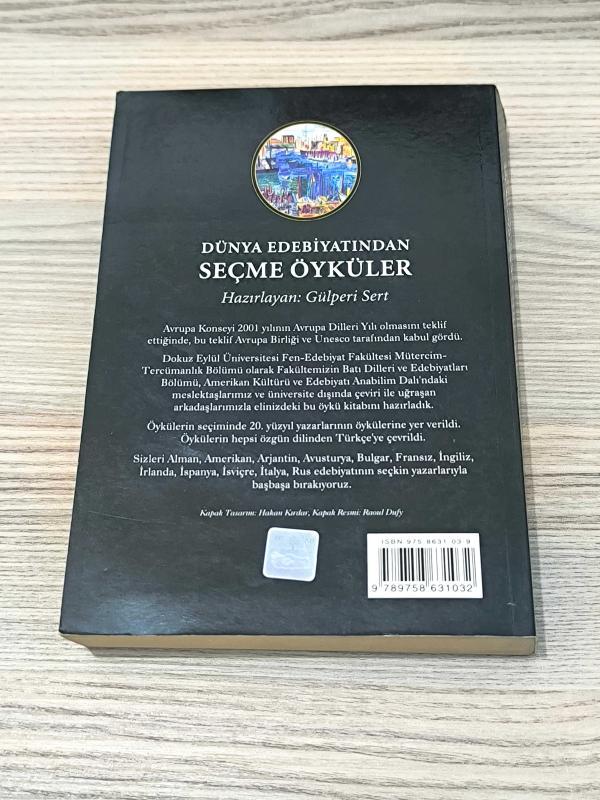 DÜNYA EDEBİYATINDAN
SEÇME ÖYKÜLER
Hazırlayan: Gülperi Sert
Avrupa Konseyi 2001 yılının Avrupa Dilleri Yılı olmasını teklif
ettiğinde, bu teklif Avrupa Birliği ve Unesco tarafından kabul gördü.
Dokuz Eylül Üniversitesi Fen-Edebiyat Fakültesi Mütercim-
Tercümanlık Bölümü olarak Fakültemizin Batı Dilleri ve Edebiyatları
Bölümü, Amerikan Kültürü ve Edebiyatı Anabilim Dalı'ndaki
meslektaşlarımız ve üniversite dışında çeviri ile uğraşan
arkadaşlarımızla elinizdeki bu öykü kitabını hazırladık.
Öykülerin seçiminde 20. yüzyıl yazarlarının öykülerine yer verildi.
Öykülerin hepsi özgün dilinden Türkçe'ye çevrildi.
Sizleri Alman, Amerikan, Arjantin, Avusturya, Bulgar, Fransız, İngiliz,
İrlanda, İspanya, İsviçre, İtalya, Rus edebiyatının seçkin yazarlarıyla
başbaşa bırakıyoruz.
Kapak Tasarım: Hakan Kırdar, Kapak Resmi: Raoul Dufy
ISBN 975 8631 03 9
9 789758 631032